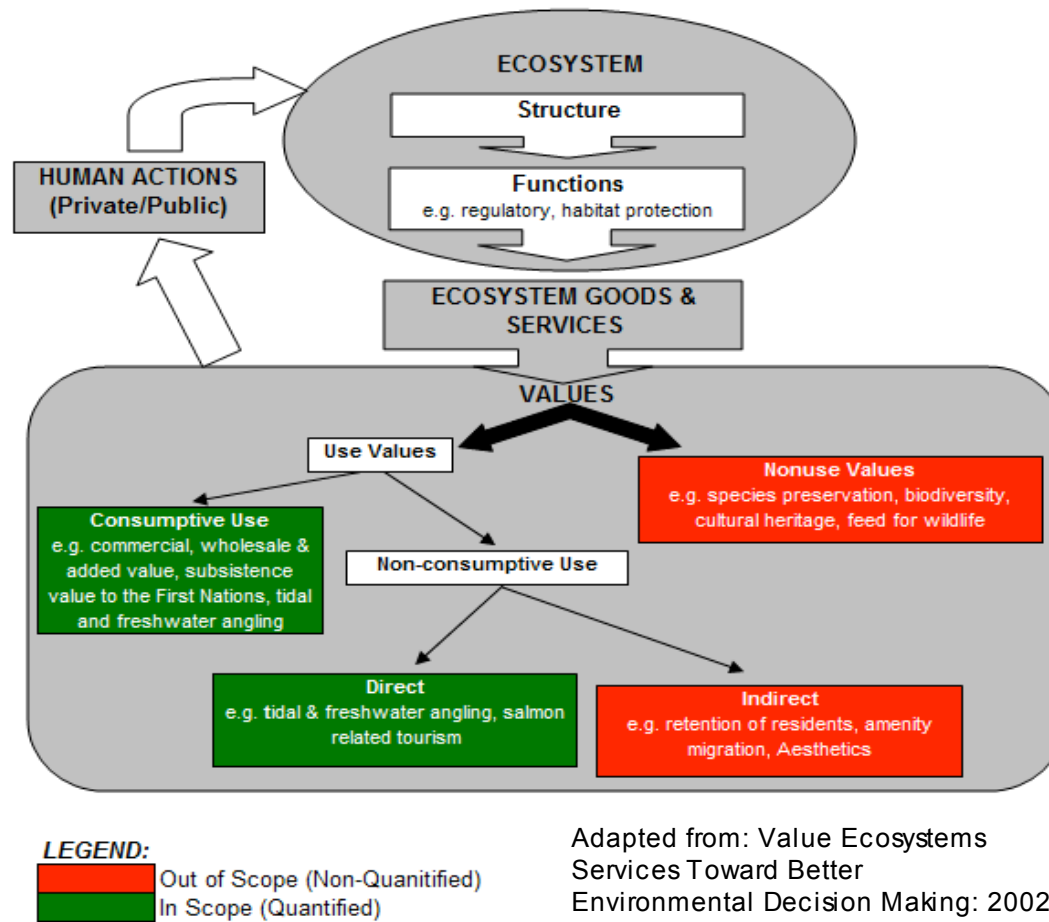 ECOSYSTEM
Structure
HUMAN ACTIONS
(Private/Public)
Functions
e.g. regulatory, habitat protection
ECOSYSTEM GOODS &
SERVICES
VALUES
Use Values
Nonuse Values
e.g. species preservation, biodiversity,
cultural heritage, feed for wildlife
Consumptive Use
e.g. commercial, wholesale &
added value, subsistence
value to the First Nations, tidal
and freshwater angling
Non-consumptive Use
Direct
e.g. tidal & freshwater angling, salmon
related tourism
Indirect
e.g. retention of residents, amenity
migration, Aesthetics
LEGEND:
Out of Scope (Non-Quanitified)
In Scope (Quantified)
Adapted from: Value Ecosystems
Services Toward Better
Environmental Decision Making: 2002